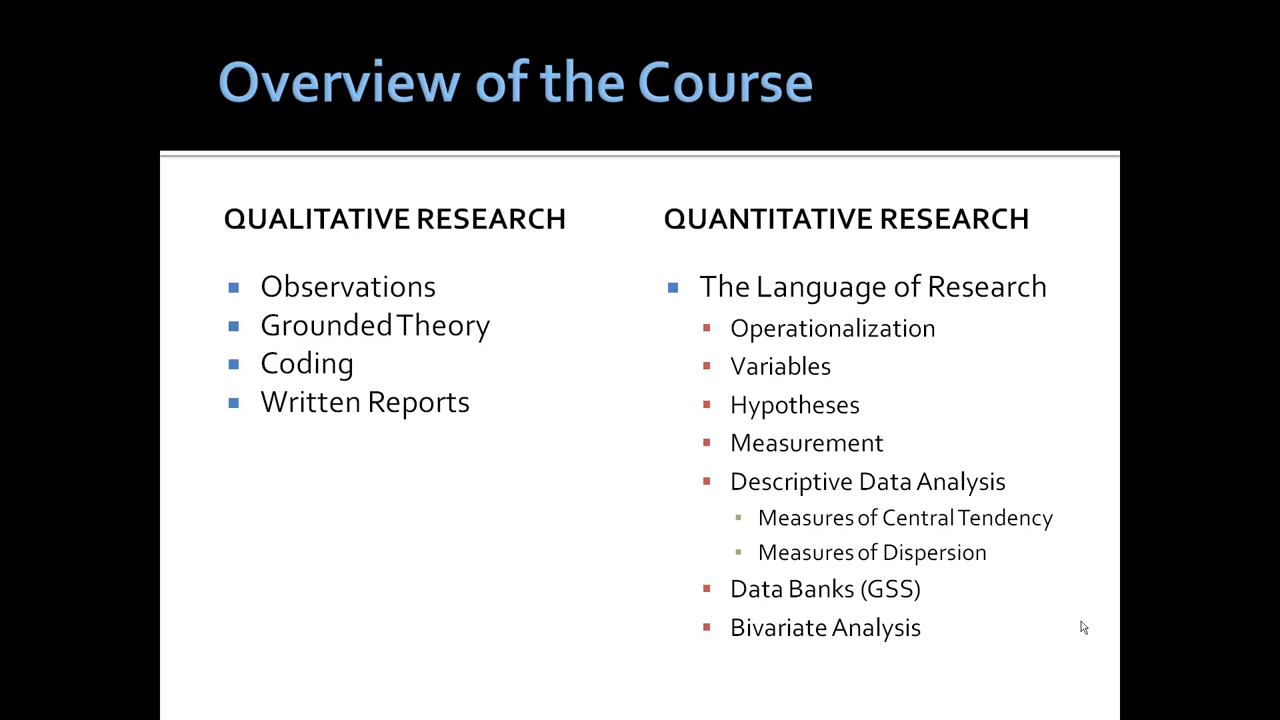 Overview of the Course
QUALITATIVE RESEARCH
Observations
Grounded Theory
Coding
Written Reports
QUANTITATIVE RESEARCH
The Language of Research
Operationalization
Variables
Hypotheses
Measurement
Descriptive Data Analysis
Measures of Central Tendency
Measures of Dispersion
Data Banks (GSS)
Bivariate Analysis